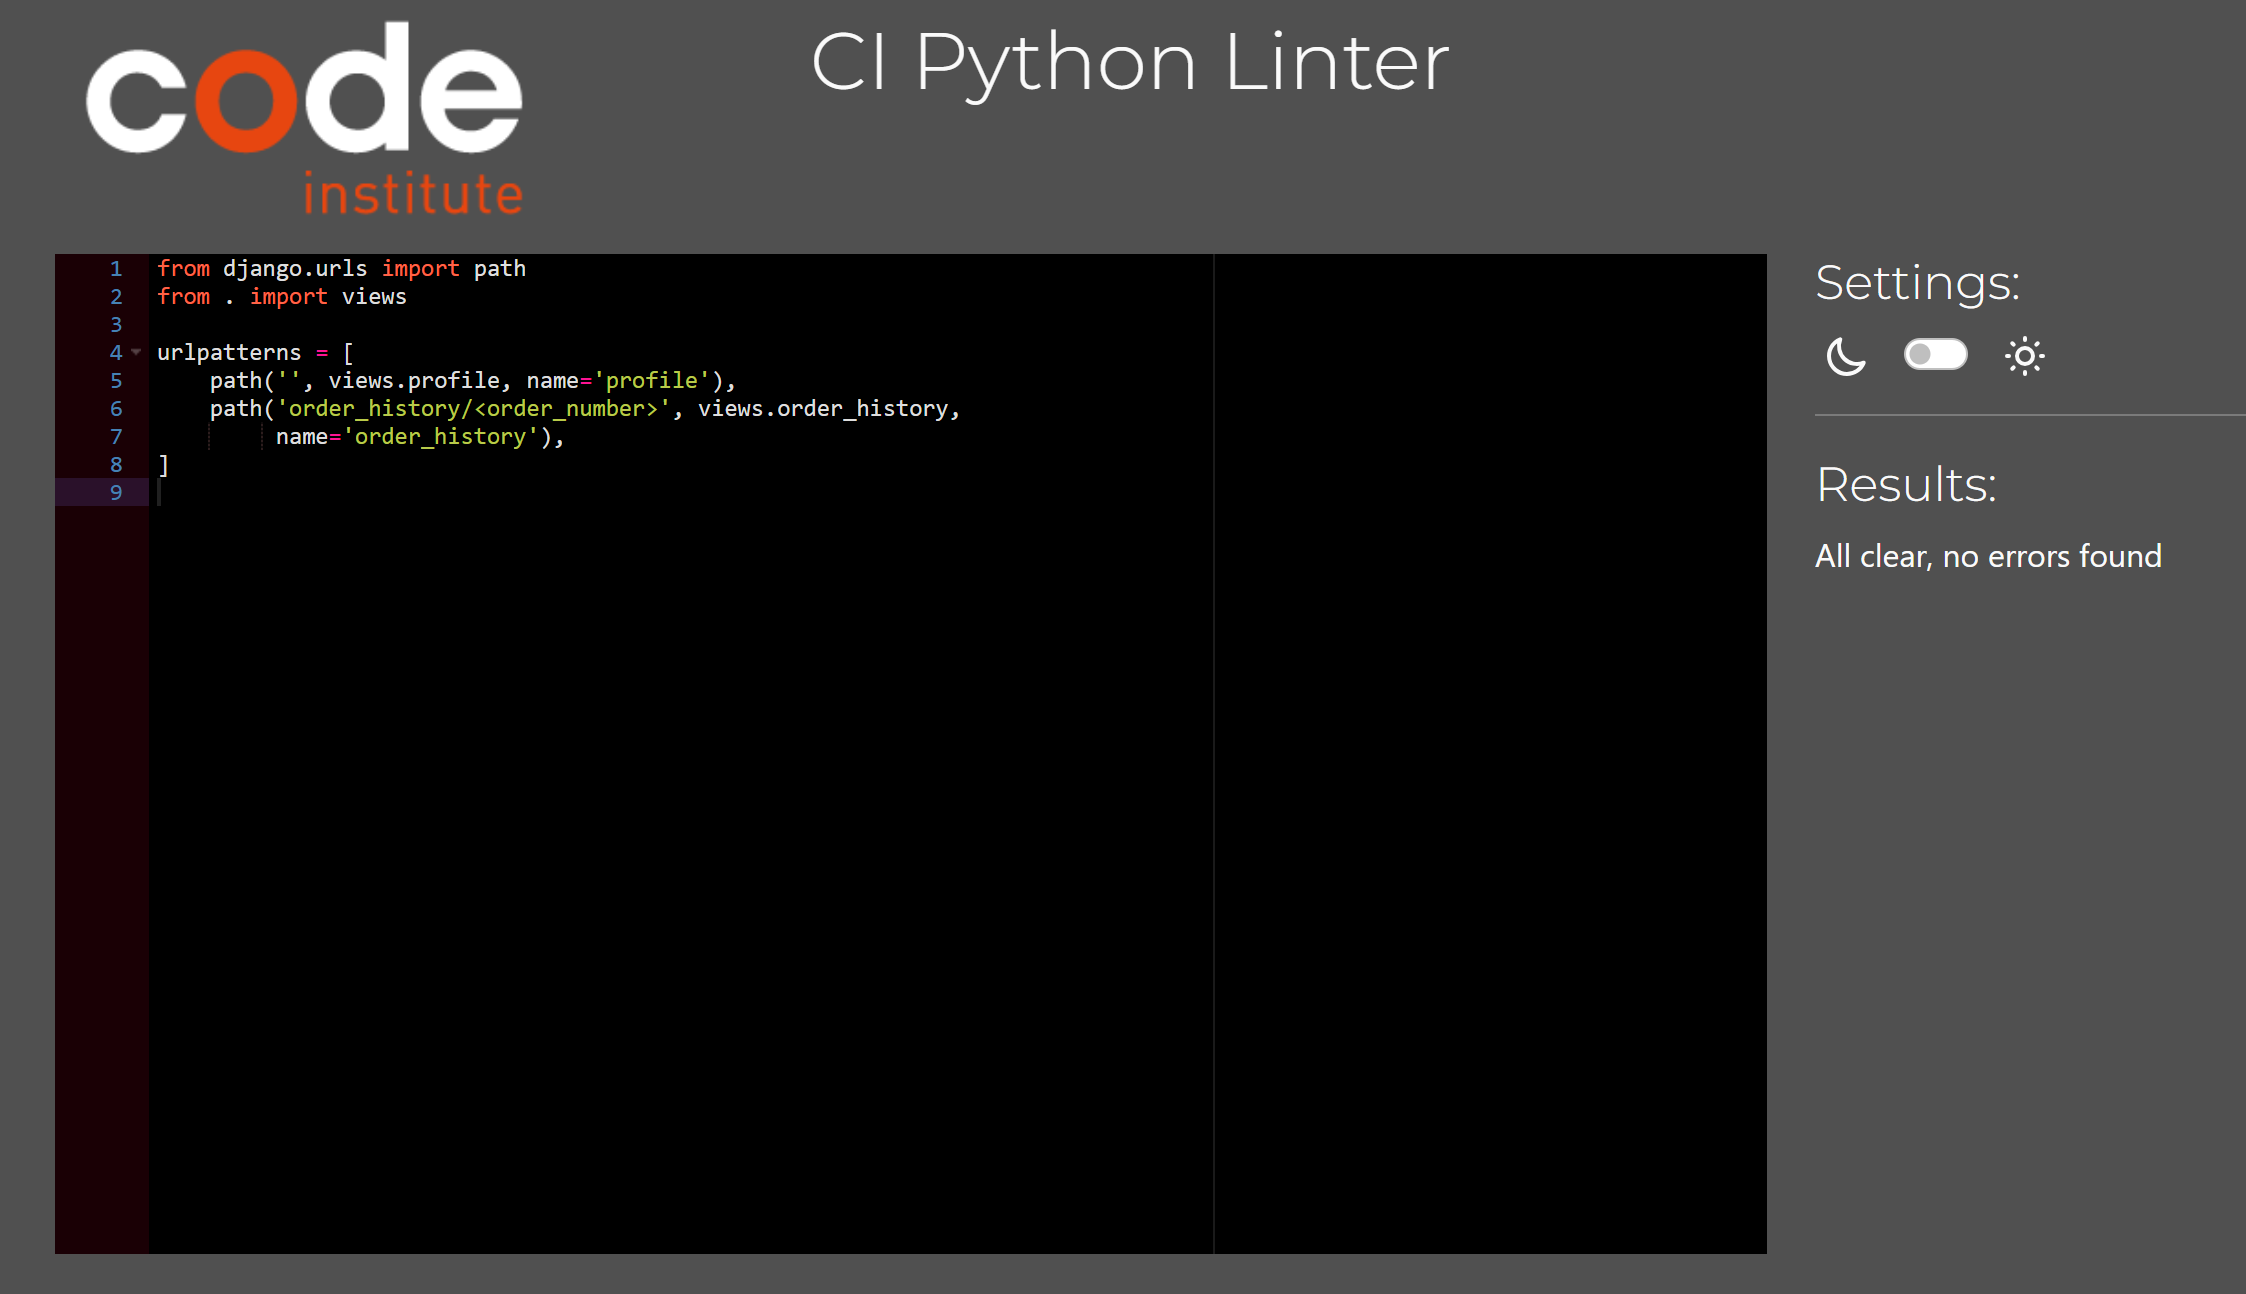 code
institute
CI Python Linter
1 from django.urls import path
2 from . import views
3
4 urlpatterns = [
5     path('', views.profile, name='profile'),
6     path('order_history/<order_number>', views.order_history,
7          name='order_history'),
8 ]
9
Settings:
Results:
All clear, no errors found